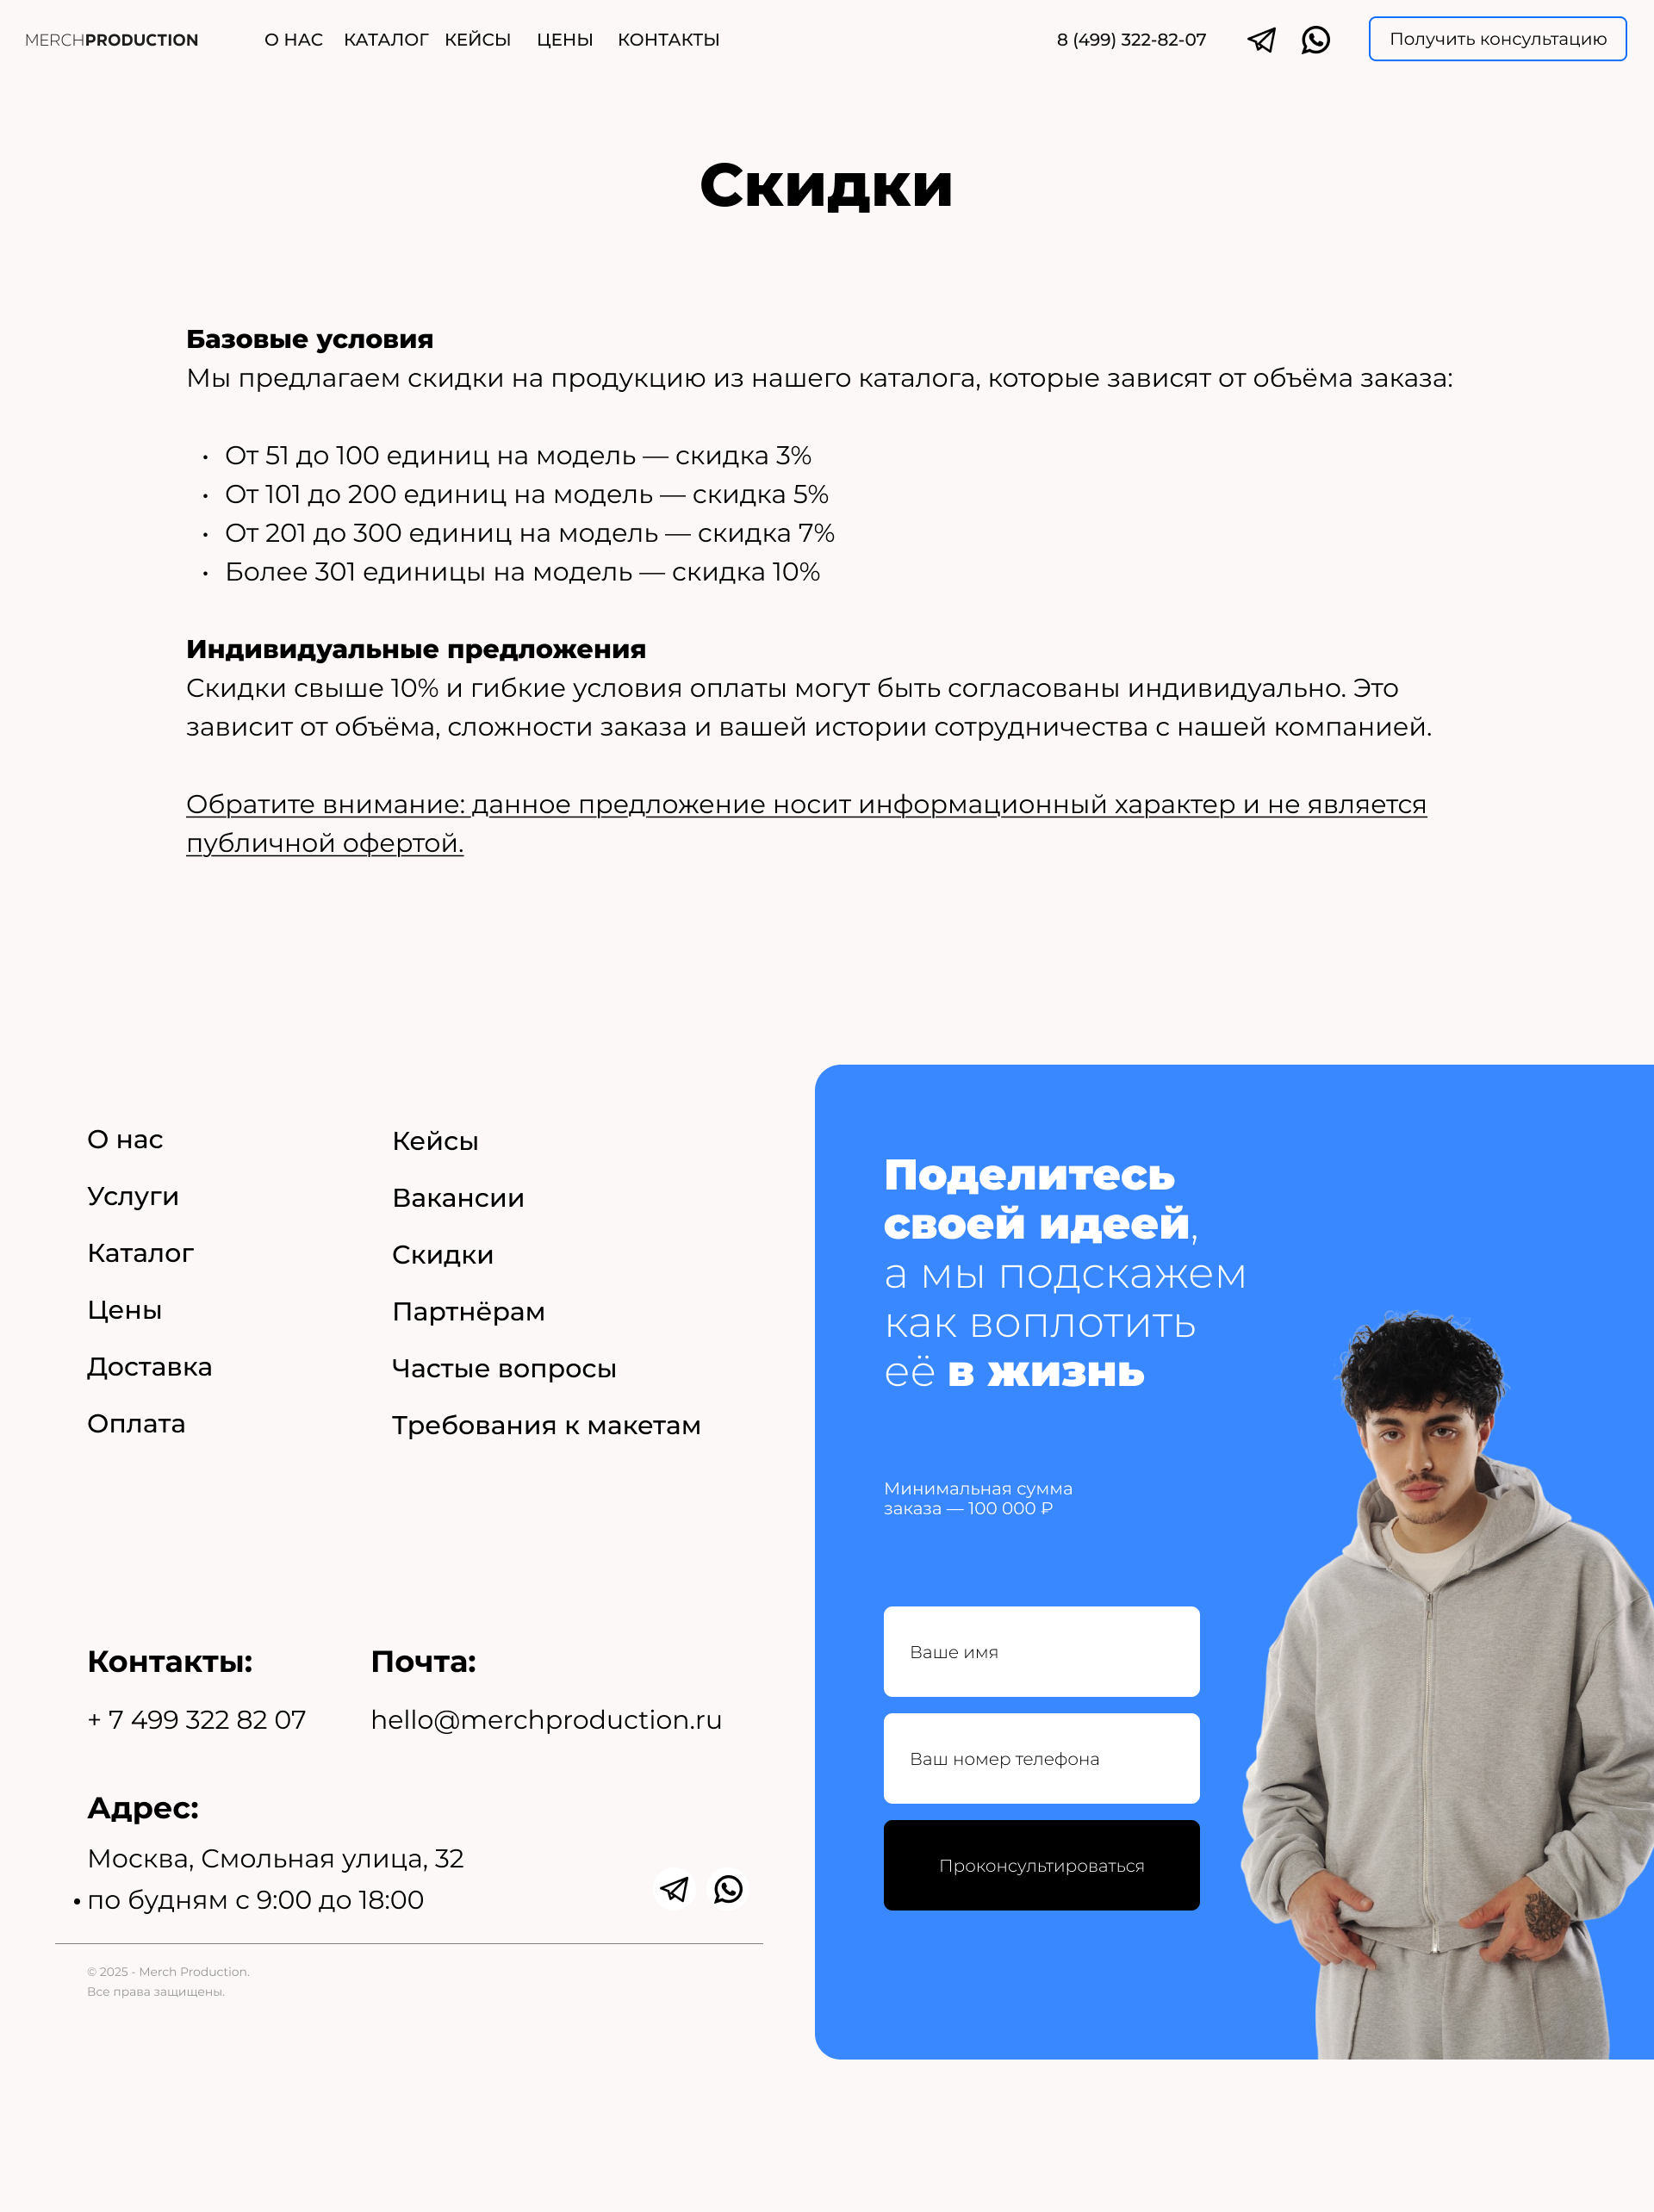 MERCHPRODUCTION О НАС КАТАЛОГ КЕЙСЫ ЦЕНЫ КОНТАКТЫ 8 (499) 322-82-07 Получить консультацию
Скидки
Базовые условия
Мы предлагаем скидки на продукцию из нашего каталога, которые зависят от объёма заказа:
• От 51 до 100 единиц на модель — скидка 3%
• От 101 до 200 единиц на модель — скидка 5%
• От 201 до 300 единиц на модель — скидка 7%
• Более 301 единицы на модель — скидка 10%
Индивидуальные предложения
Скидки свыше 10% и гибкие условия оплаты могут быть согласованы индивидуально. Это
зависит от объёма, сложности заказа и вашей истории сотрудничества с нашей компанией.
Обратите внимание: данное предложение носит информационный характер и не является
публичной офертой.
О нас
Услуги
Каталог
Цены
Доставка
Оплата
Кейсы
Вакансии
Скидки
Партнёрам
Частые вопросы
Требования к макетам
Контакты:
+ 7 499 322 82 07
Почта:
hello@merchproduction.ru
Адрес:
Москва, Смольная улица, 32
• по будням с 9:00 до 18:00
© 2025 - Merch Production.
Все права защищены.
Поделитесь
своей идеей,
а мы подскажем
как воплотить
её в жизнь
Минимальная сумма
заказа — 100 000 ₽
Ваше имя
Ваш номер телефона
Проконсультироваться